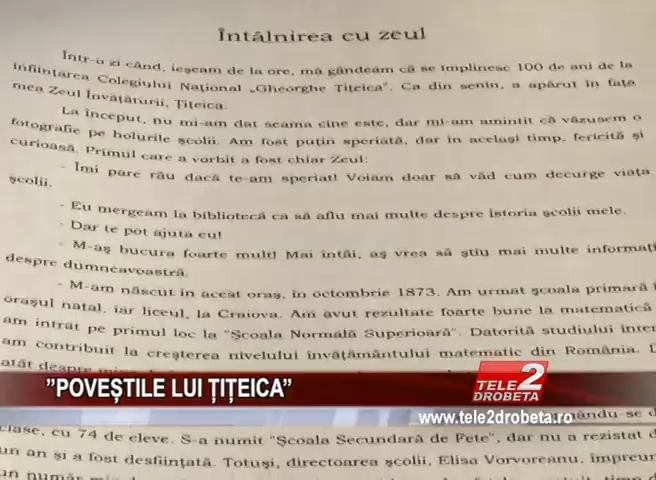 Întâlnirea cu zeul
Într-o zi când, ieșeam de la ore, mă gândeam că se împlinesc 100 de ani de la
înființarea Colegiului Național „Gheorghe Țițeica”. Ca din senin, a apărut în fața
mea Zeul Învățăturii, Țițeica.
La început, nu mi-am dat seama cine este, dar mi-am amintit că văzusem o
fotografie pe holurile școlii. Am fost puțin speriată, dar în același timp, fericită și
curioasă. Primul care a vorbit a fost chiar Zeul:
- Îmi pare rău dacă te-am speriat! Voiam doar să văd cum decurge viața
școlii.
- Eu mergeam la bibliotecă ca să aflu mai multe despre istoria școlii mele.
- Dar te pot ajuta eu!
- M-aș bucura foarte mult! Mai întâi, aș vrea să știu mai multe informați
despre dumneavoastră.
- M-am născut în acest oraș, în octombrie 1873. Am urmat școala primară
orașul natal, iar liceul, la Craiova. Am avut rezultate foarte bune la matematică
am intrat pe primul loc la "Școala Normală Superioară". Datorită studiului inter
am contribuit la creșterea nivelului învățământului matematic din România. D
atât despre
"POVEȘTILE LUI ȚIȚEICA"
TELE 2
DROBETA
www.tele2drobeta.ro
mându-se d
clase, cu 74 de eleve. S-a numit "Școala Secundară de Fete", dar nu a rezistat d
un an și a fost desființată. Totuși, directoarea școlii, Elisa Vorvoreanu, împreur
un număr